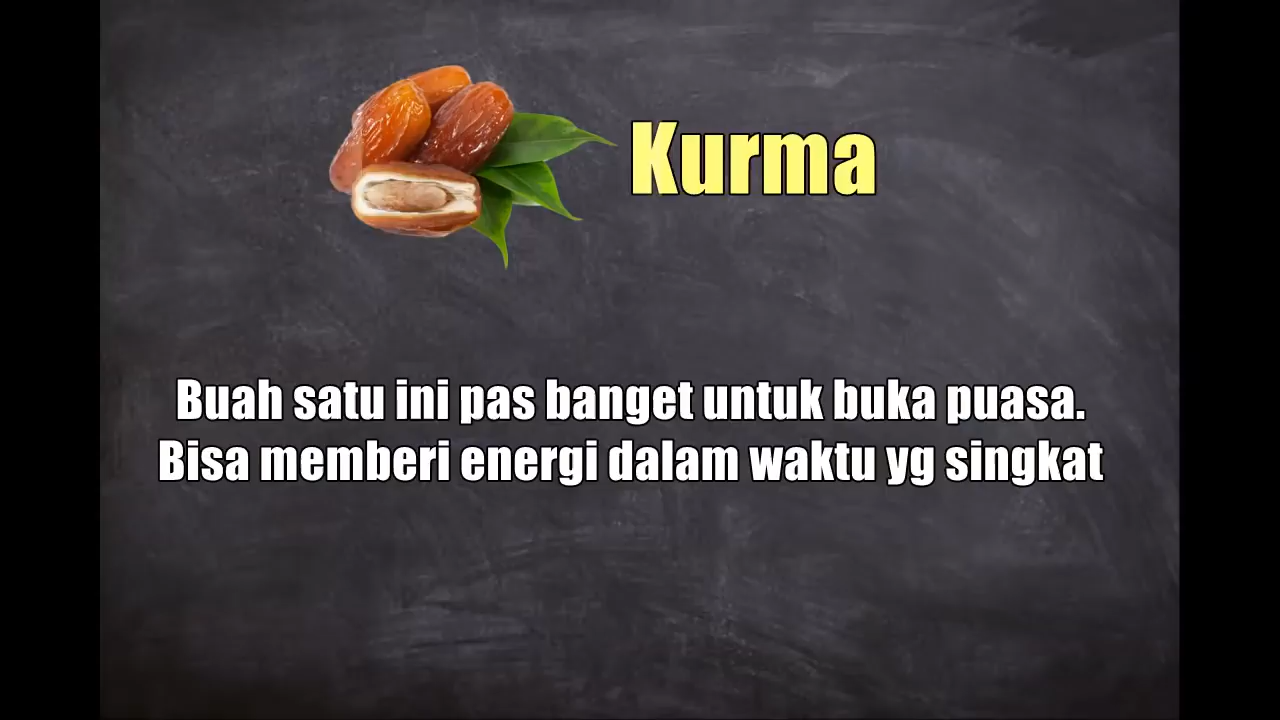 Kurma
Buah satu ini pas banget untuk buka puasa.
Bisa memberi energi dalam waktu yg singkat